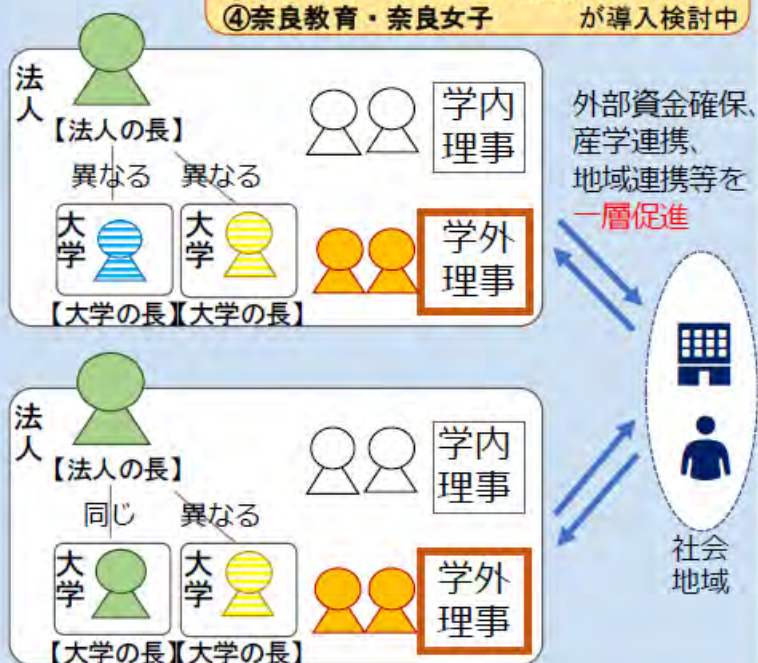 ④奈良教育・奈良女子 が導入検討中
法人
【法人の長】
異なる 異なる
大学
大学
【大学の長】【大学の長】
学内
理事
学外
理事
外部資金確保、
産学連携、
地域連携等を
一層促進
法人
【法人の長】
同じ 異なる
大学
大学
【大学の長】【大学の長】
学内
理事
学外
理事
社会
地域